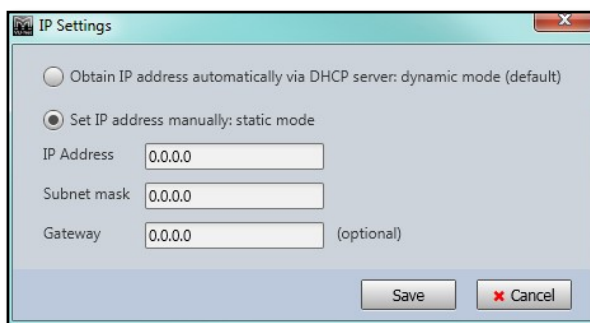 IP Settings
Obtain IP address automatically via DHCP server: dynamic mode (default)
Set IP address manually: static mode
IP Address 0.0.0.0
Subnet mask 0.0.0.0
Gateway 0.0.0.0 (optional)
Save Cancel